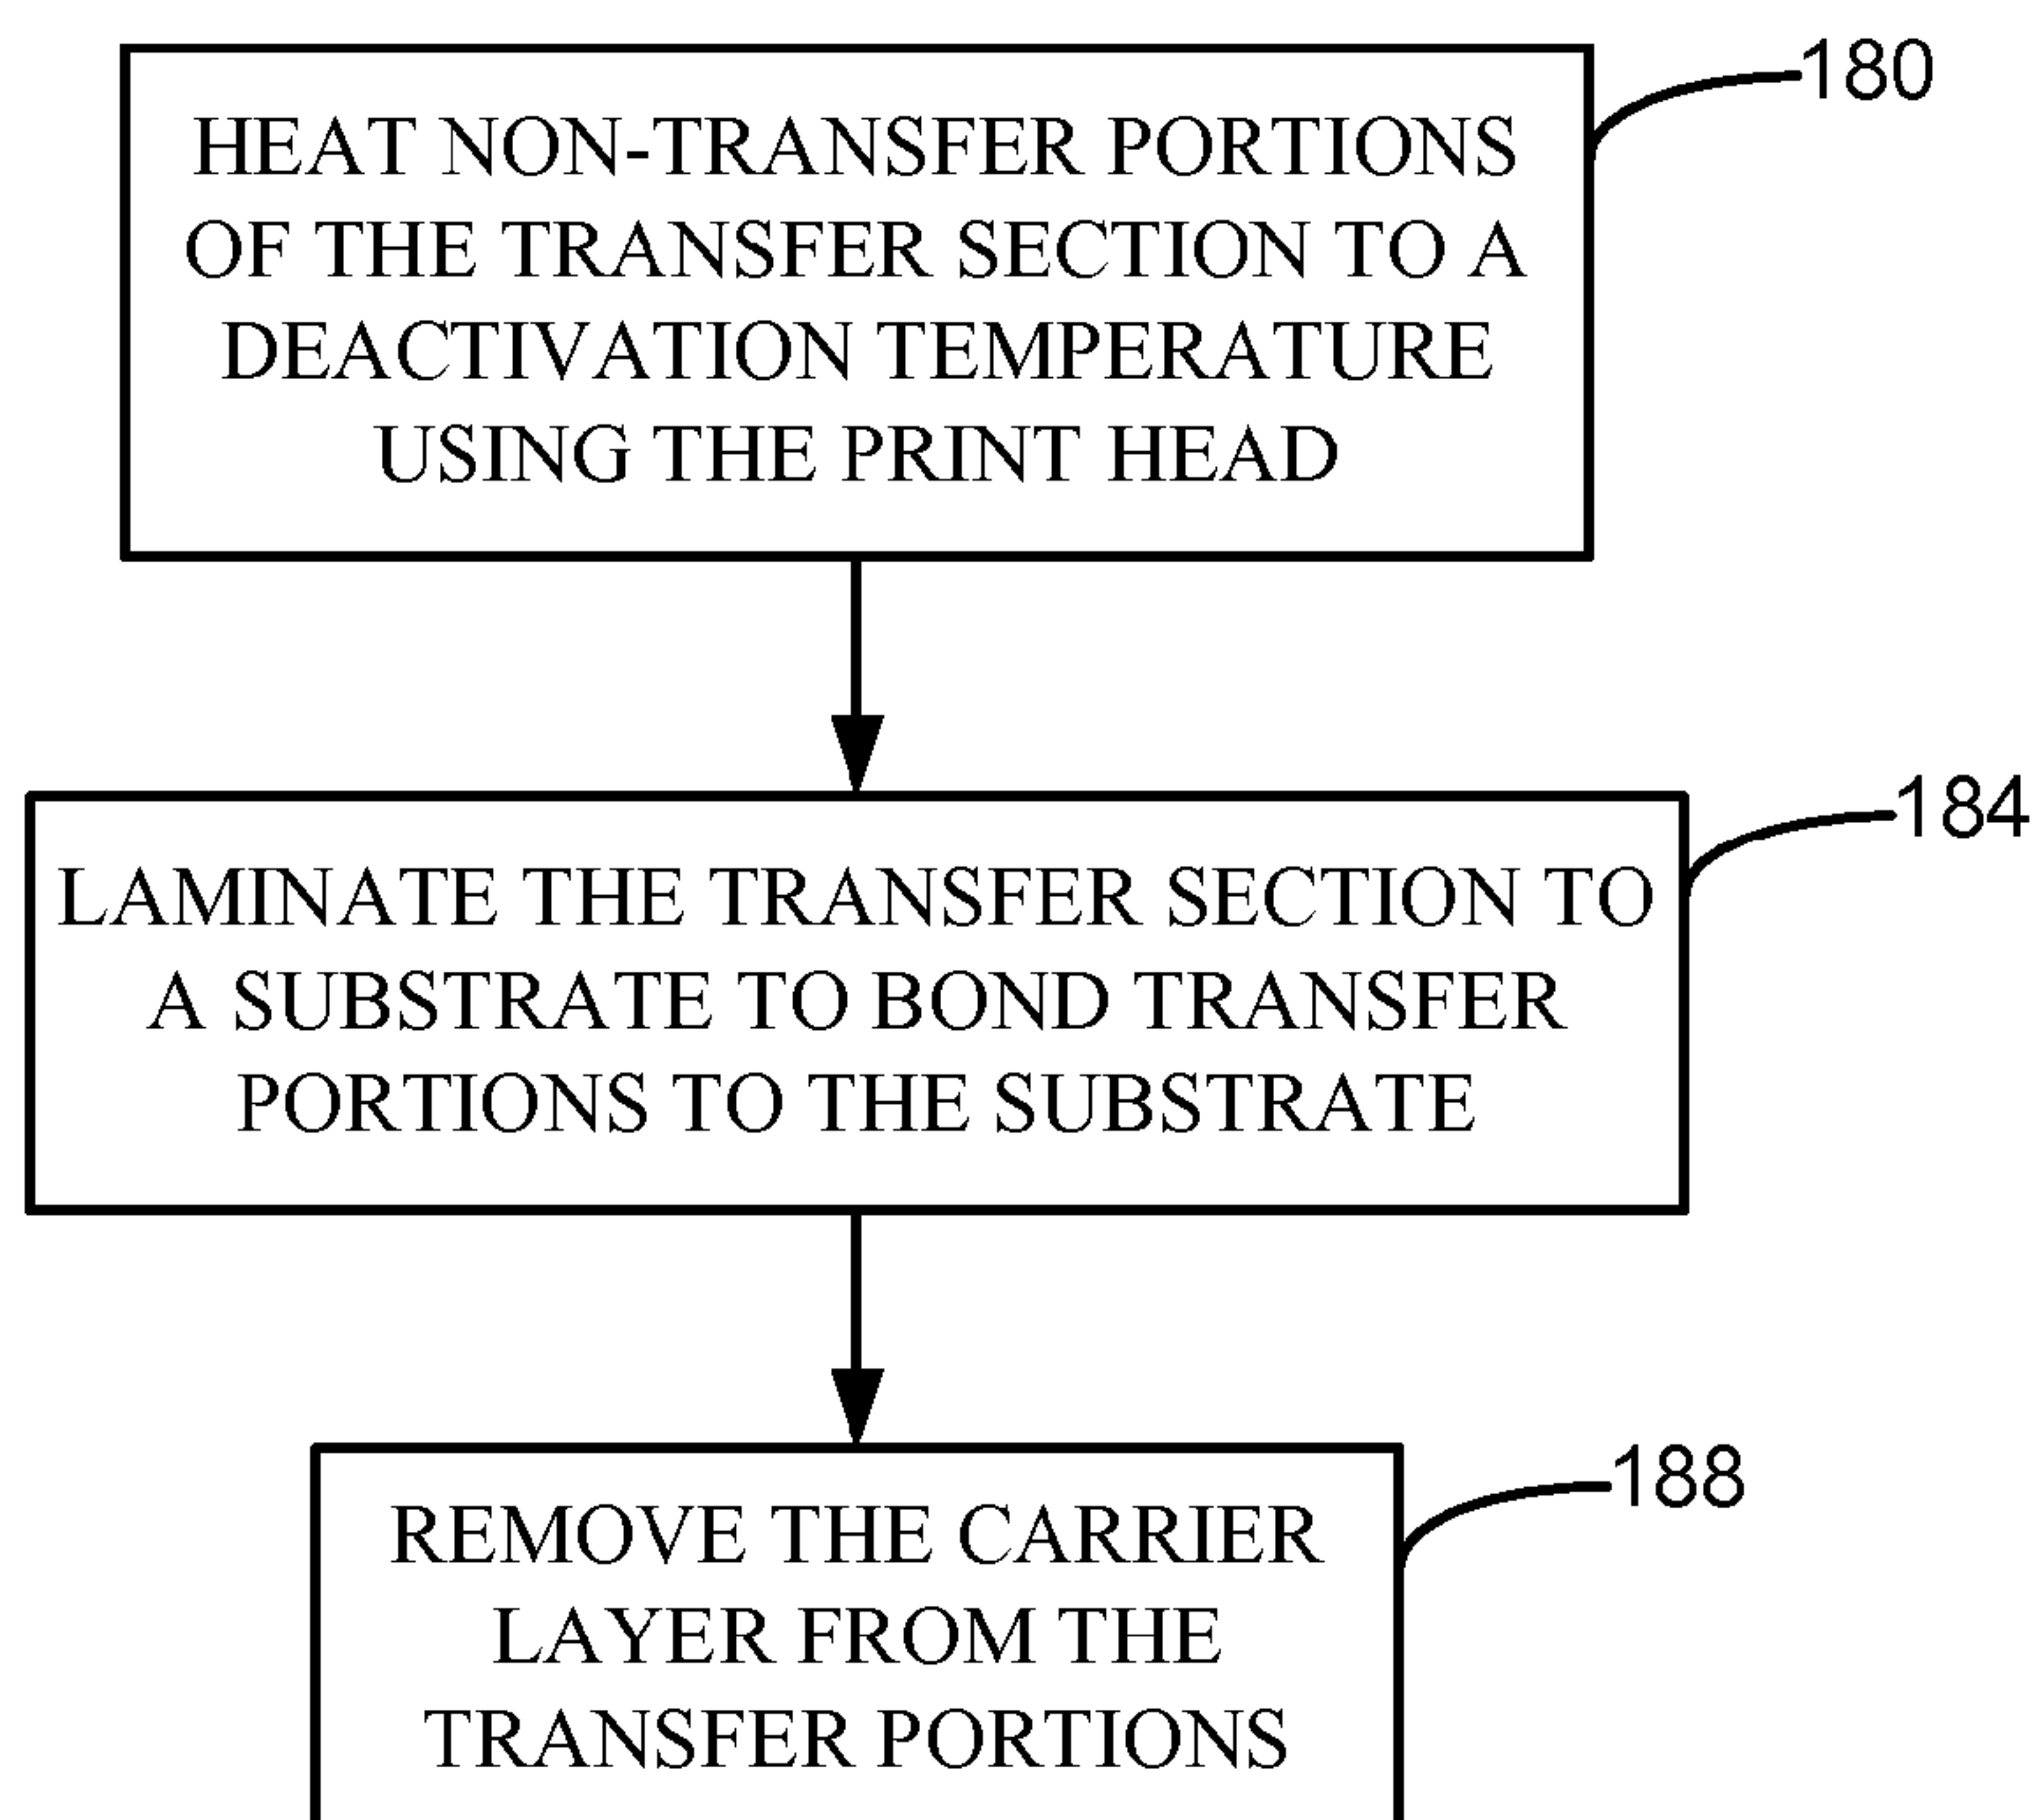 180
HEAT NON-TRANSFER PORTIONS
OF THE TRANSFER SECTION TO A
DEACTIVATION TEMPERATURE
USING THE PRINT HEAD
184
LAMINATE THE TRANSFER SECTION TO
A SUBSTRATE TO BOND TRANSFER
PORTIONS TO THE SUBSTRATE
188
REMOVE THE CARRIER
LAYER FROM THE
TRANSFER PORTIONS